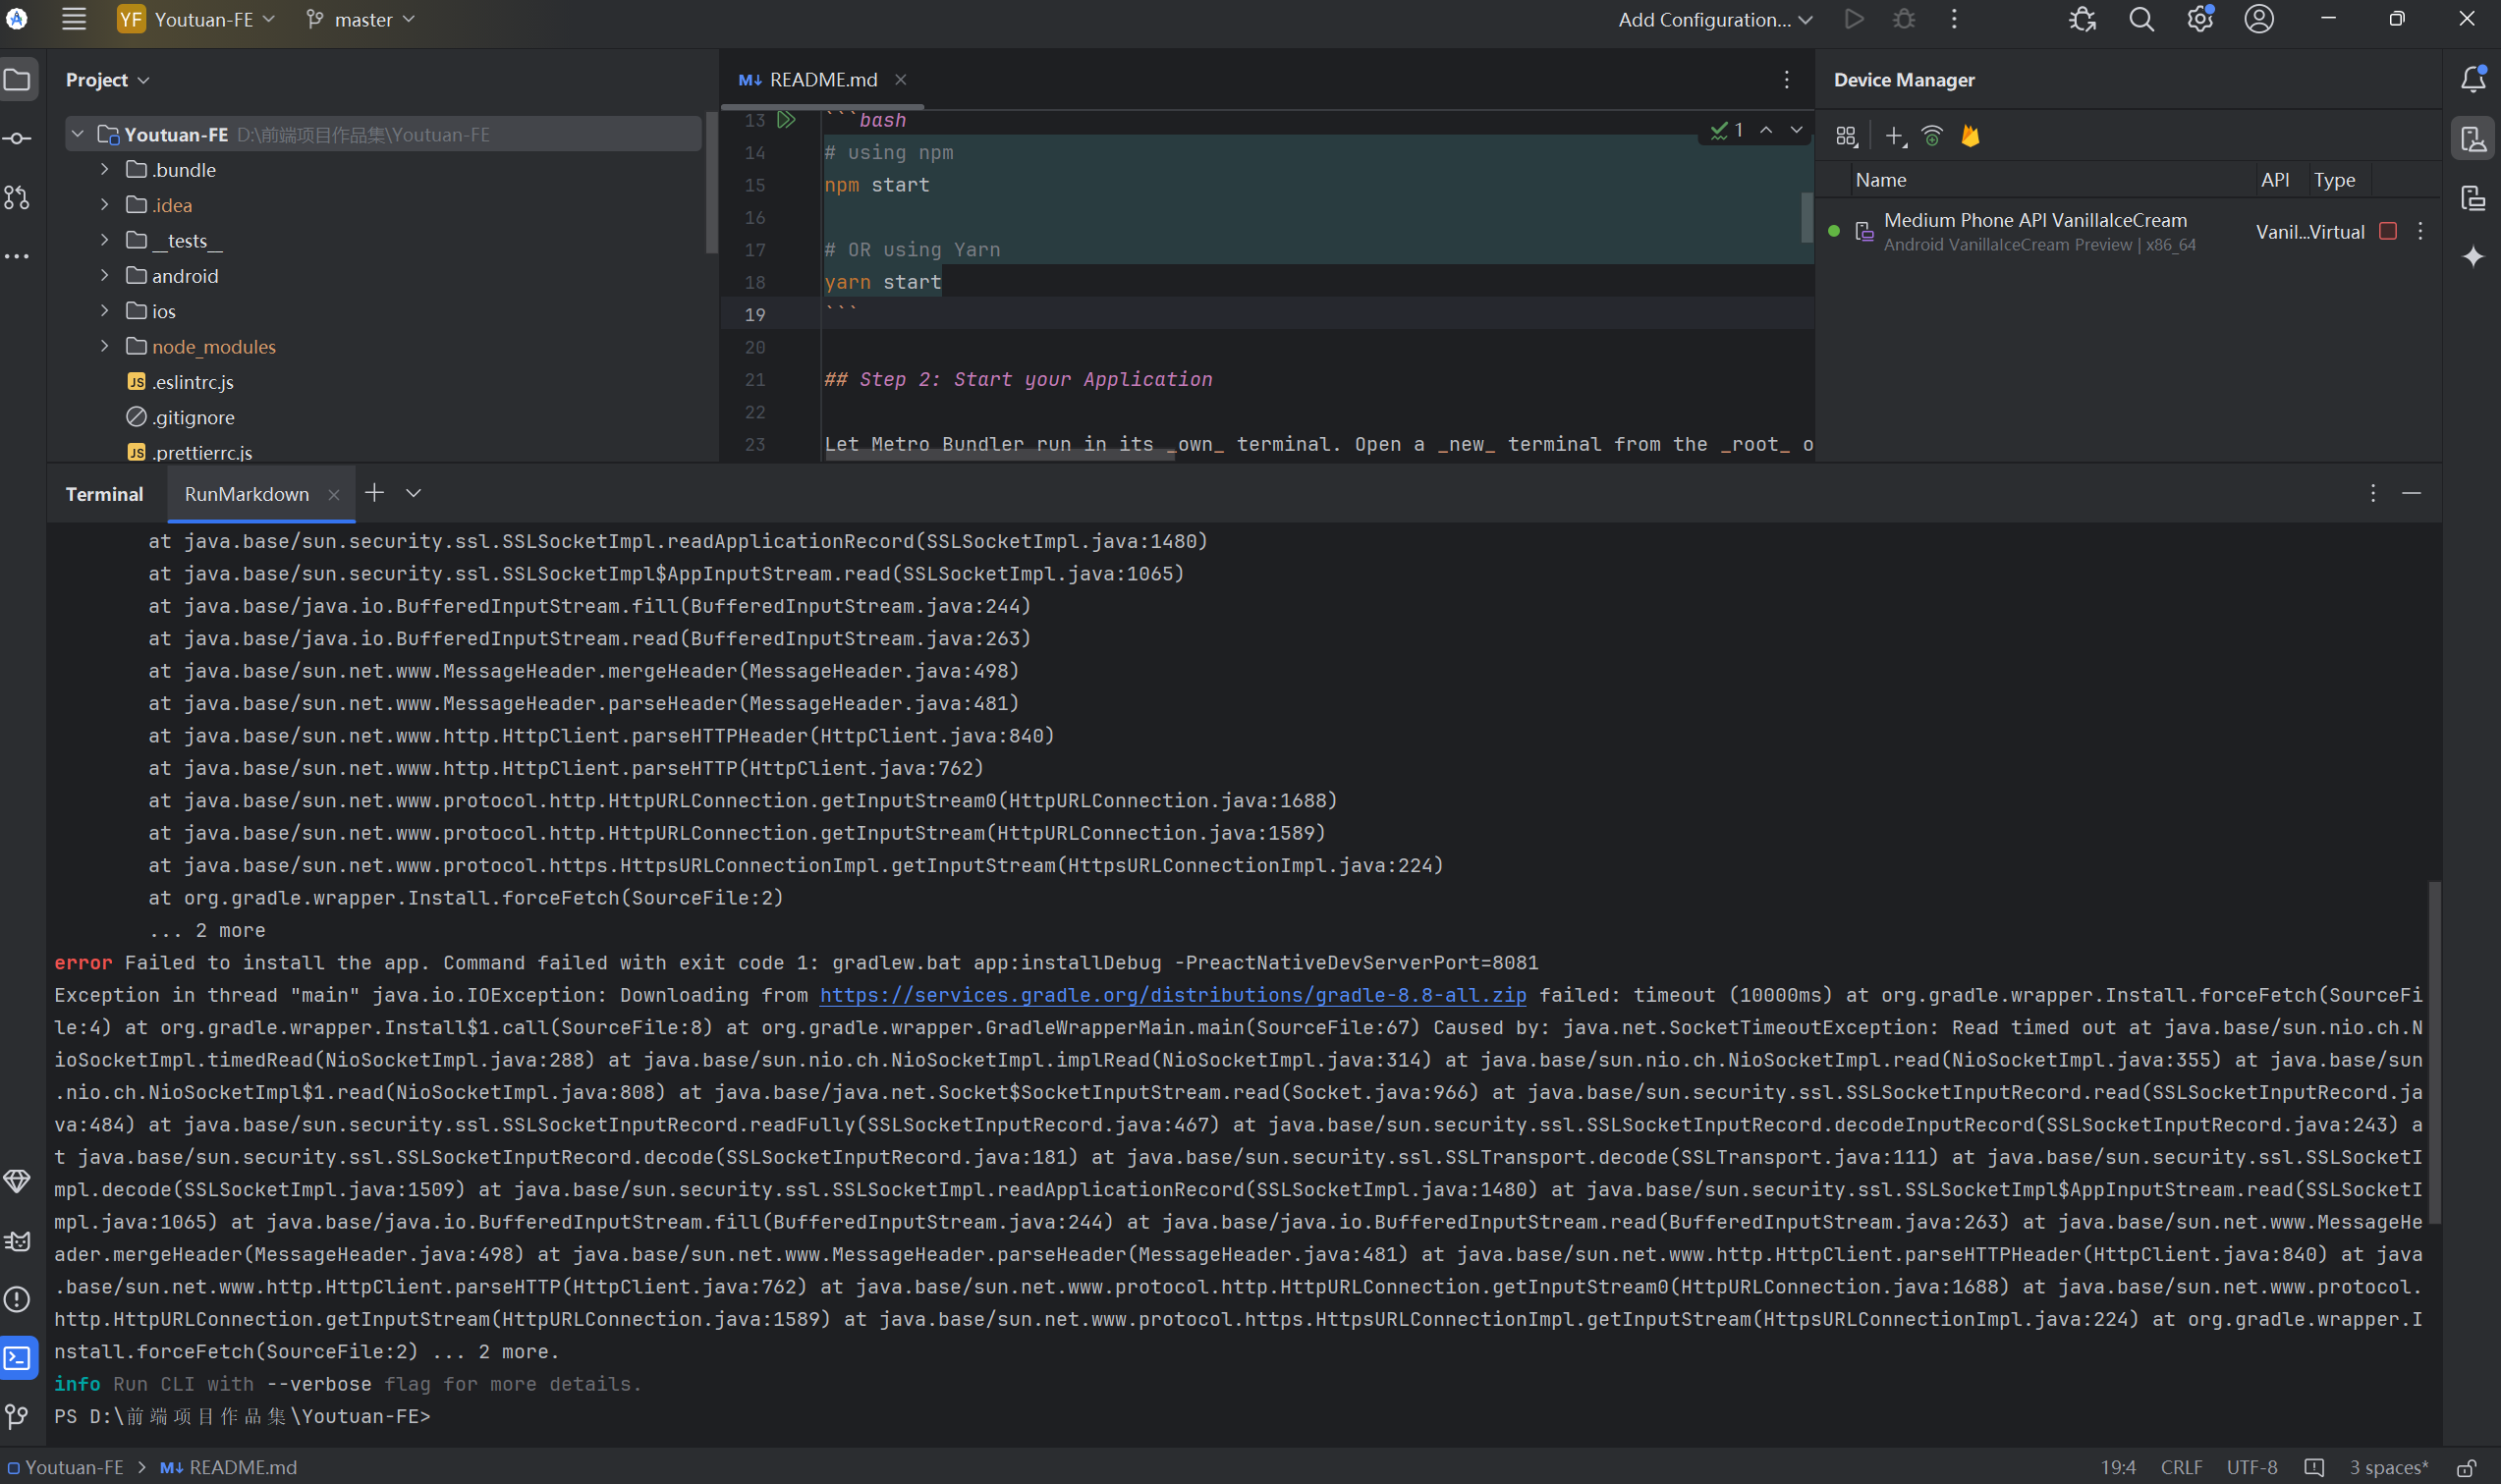 YF Youtuan-FE master Add Configuration...
Project
README.md
Device Manager
Youtuan-FE D:\前端项目作品集\Youtuan-FE
.bundle
.idea
__tests__
android
ios
node_modules
.eslintrc.js
.gitignore
.prettierrc.js
13 ```bash
14 # using npm
15 npm start
16
17 # OR using Yarn
18 yarn start
19 ```
20
21 ## Step 2: Start your Application
22
23 Let Metro Bundler run in its _own_ terminal. Open a _new_ terminal from the _root_ o
1
Name API Type
Medium Phone API VanillaIceCream
Android VanillaIceCream Preview | x86_64
Vanil...Virtual
Terminal RunMarkdown
at java.base/sun.security.ssl.SSLSocketImpl.readApplicationRecord(SSLSocketImpl.java:1480)
at java.base/sun.security.ssl.SSLSocketImpl$AppInputStream.read(SSLSocketImpl.java:1065)
at java.base/java.io.BufferedInputStream.fill(BufferedInputStream.java:244)
at java.base/java.io.BufferedInputStream.read(BufferedInputStream.java:263)
at java.base/sun.net.www.MessageHeader.mergeHeader(MessageHeader.java:498)
at java.base/sun.net.www.MessageHeader.parseHeader(MessageHeader.java:481)
at java.base/sun.net.www.http.HttpClient.parseHTTPHeader(HttpClient.java:840)
at java.base/sun.net.www.http.HttpClient.parseHTTP(HttpClient.java:762)
at java.base/sun.net.www.protocol.http.HttpURLConnection.getInputStream0(HttpURLConnection.java:1688)
at java.base/sun.net.www.protocol.http.HttpURLConnection.getInputStream(HttpURLConnection.java:1589)
at java.base/sun.net.www.protocol.https.HttpsURLConnectionImpl.getInputStream(HttpsURLConnectionImpl.java:224)
at org.gradle.wrapper.Install.forceFetch(SourceFile:2)
... 2 more
error Failed to install the app. Command failed with exit code 1: gradlew.bat app:installDebug -PreactNativeDevServerPort=8081
Exception in thread "main" java.io.IOException: Downloading from https://services.gradle.org/distributions/gradle-8.8-all.zip failed: timeout (10000ms) at org.gradle.wrapper.Install.forceFetch(SourceFi
le:4) at org.gradle.wrapper.Install$1.call(SourceFile:8) at org.gradle.wrapper.GradleWrapperMain.main(SourceFile:67) Caused by: java.net.SocketTimeoutException: Read timed out at java.base/sun.nio.ch.N
ioSocketImpl.timedRead(NioSocketImpl.java:288) at java.base/sun.nio.ch.NioSocketImpl.implRead(NioSocketImpl.java:314) at java.base/sun.nio.ch.NioSocketImpl.read(NioSocketImpl.java:355) at java.base/sun
.nio.ch.NioSocketImpl$1.read(NioSocketImpl.java:808) at java.base/java.net.Socket$SocketInputStream.read(Socket.java:966) at java.base/sun.security.ssl.SSLSocketInputRecord.read(SSLSocketInputRecord.ja
va:484) at java.base/sun.security.ssl.SSLSocketInputRecord.readFully(SSLSocketInputRecord.java:467) at java.base/sun.security.ssl.SSLSocketInputRecord.decodeInputRecord(SSLSocketInputRecord.java:243) a
t java.base/sun.security.ssl.SSLSocketInputRecord.decode(SSLSocketInputRecord.java:181) at java.base/sun.security.ssl.SSLTransport.decode(SSLTransport.java:111) at java.base/sun.security.ssl.SSLSocketI
mpl.decode(SSLSocketImpl.java:1509) at java.base/sun.security.ssl.SSLSocketImpl.readApplicationRecord(SSLSocketImpl.java:1480) at java.base/sun.security.ssl.SSLSocketImpl$AppInputStream.read(SSLSocketI
mpl.java:1065) at java.base/java.io.BufferedInputStream.fill(BufferedInputStream.java:244) at java.base/java.io.BufferedInputStream.read(BufferedInputStream.java:263) at java.base/sun.net.www.MessageHe
ader.mergeHeader(MessageHeader.java:498) at java.base/sun.net.www.MessageHeader.parseHeader(MessageHeader.java:481) at java.base/sun.net.www.http.HttpClient.parseHTTPHeader(HttpClient.java:840) at java
.base/sun.net.www.http.HttpClient.parseHTTP(HttpClient.java:762) at java.base/sun.net.www.protocol.http.HttpURLConnection.getInputStream0(HttpURLConnection.java:1688) at java.base/sun.net.www.protocol.
http.HttpURLConnection.getInputStream(HttpURLConnection.java:1589) at java.base/sun.net.www.protocol.https.HttpsURLConnectionImpl.getInputStream(HttpsURLConnectionImpl.java:224) at org.gradle.wrapper.I
nstall.forceFetch(SourceFile:2) ... 2 more.
info Run CLI with --verbose flag for more details.
PS D:\前端项目作品集\Youtuan-FE>
Youtuan-FE > README.md 19:4 CRLF UTF-8 3 spaces*